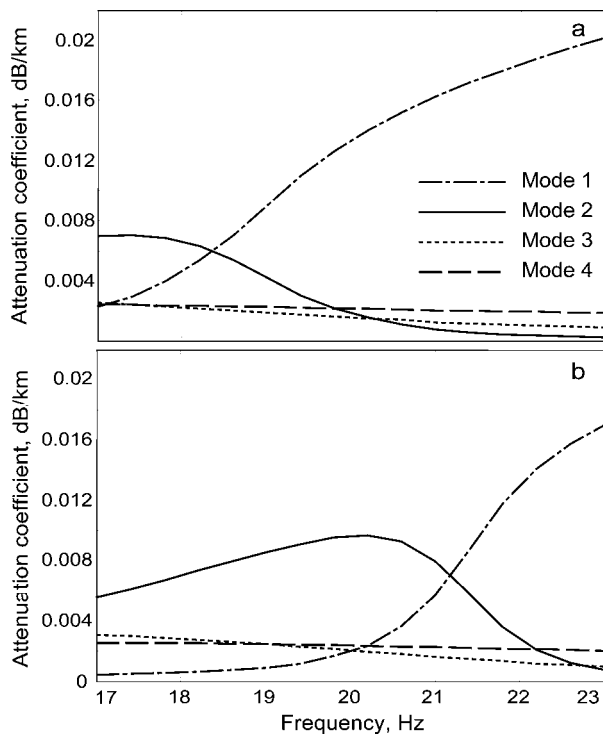 a
Attenuation coefficient, dB/km
0.02
0.016
0.012
0.008
0.004
Mode 1
Mode 2
Mode 3
Mode 4
b
Attenuation coefficient, dB/km
0.02
0.016
0.012
0.008
0.004
0
17 18 19 20 21 22 23
Frequency, Hz